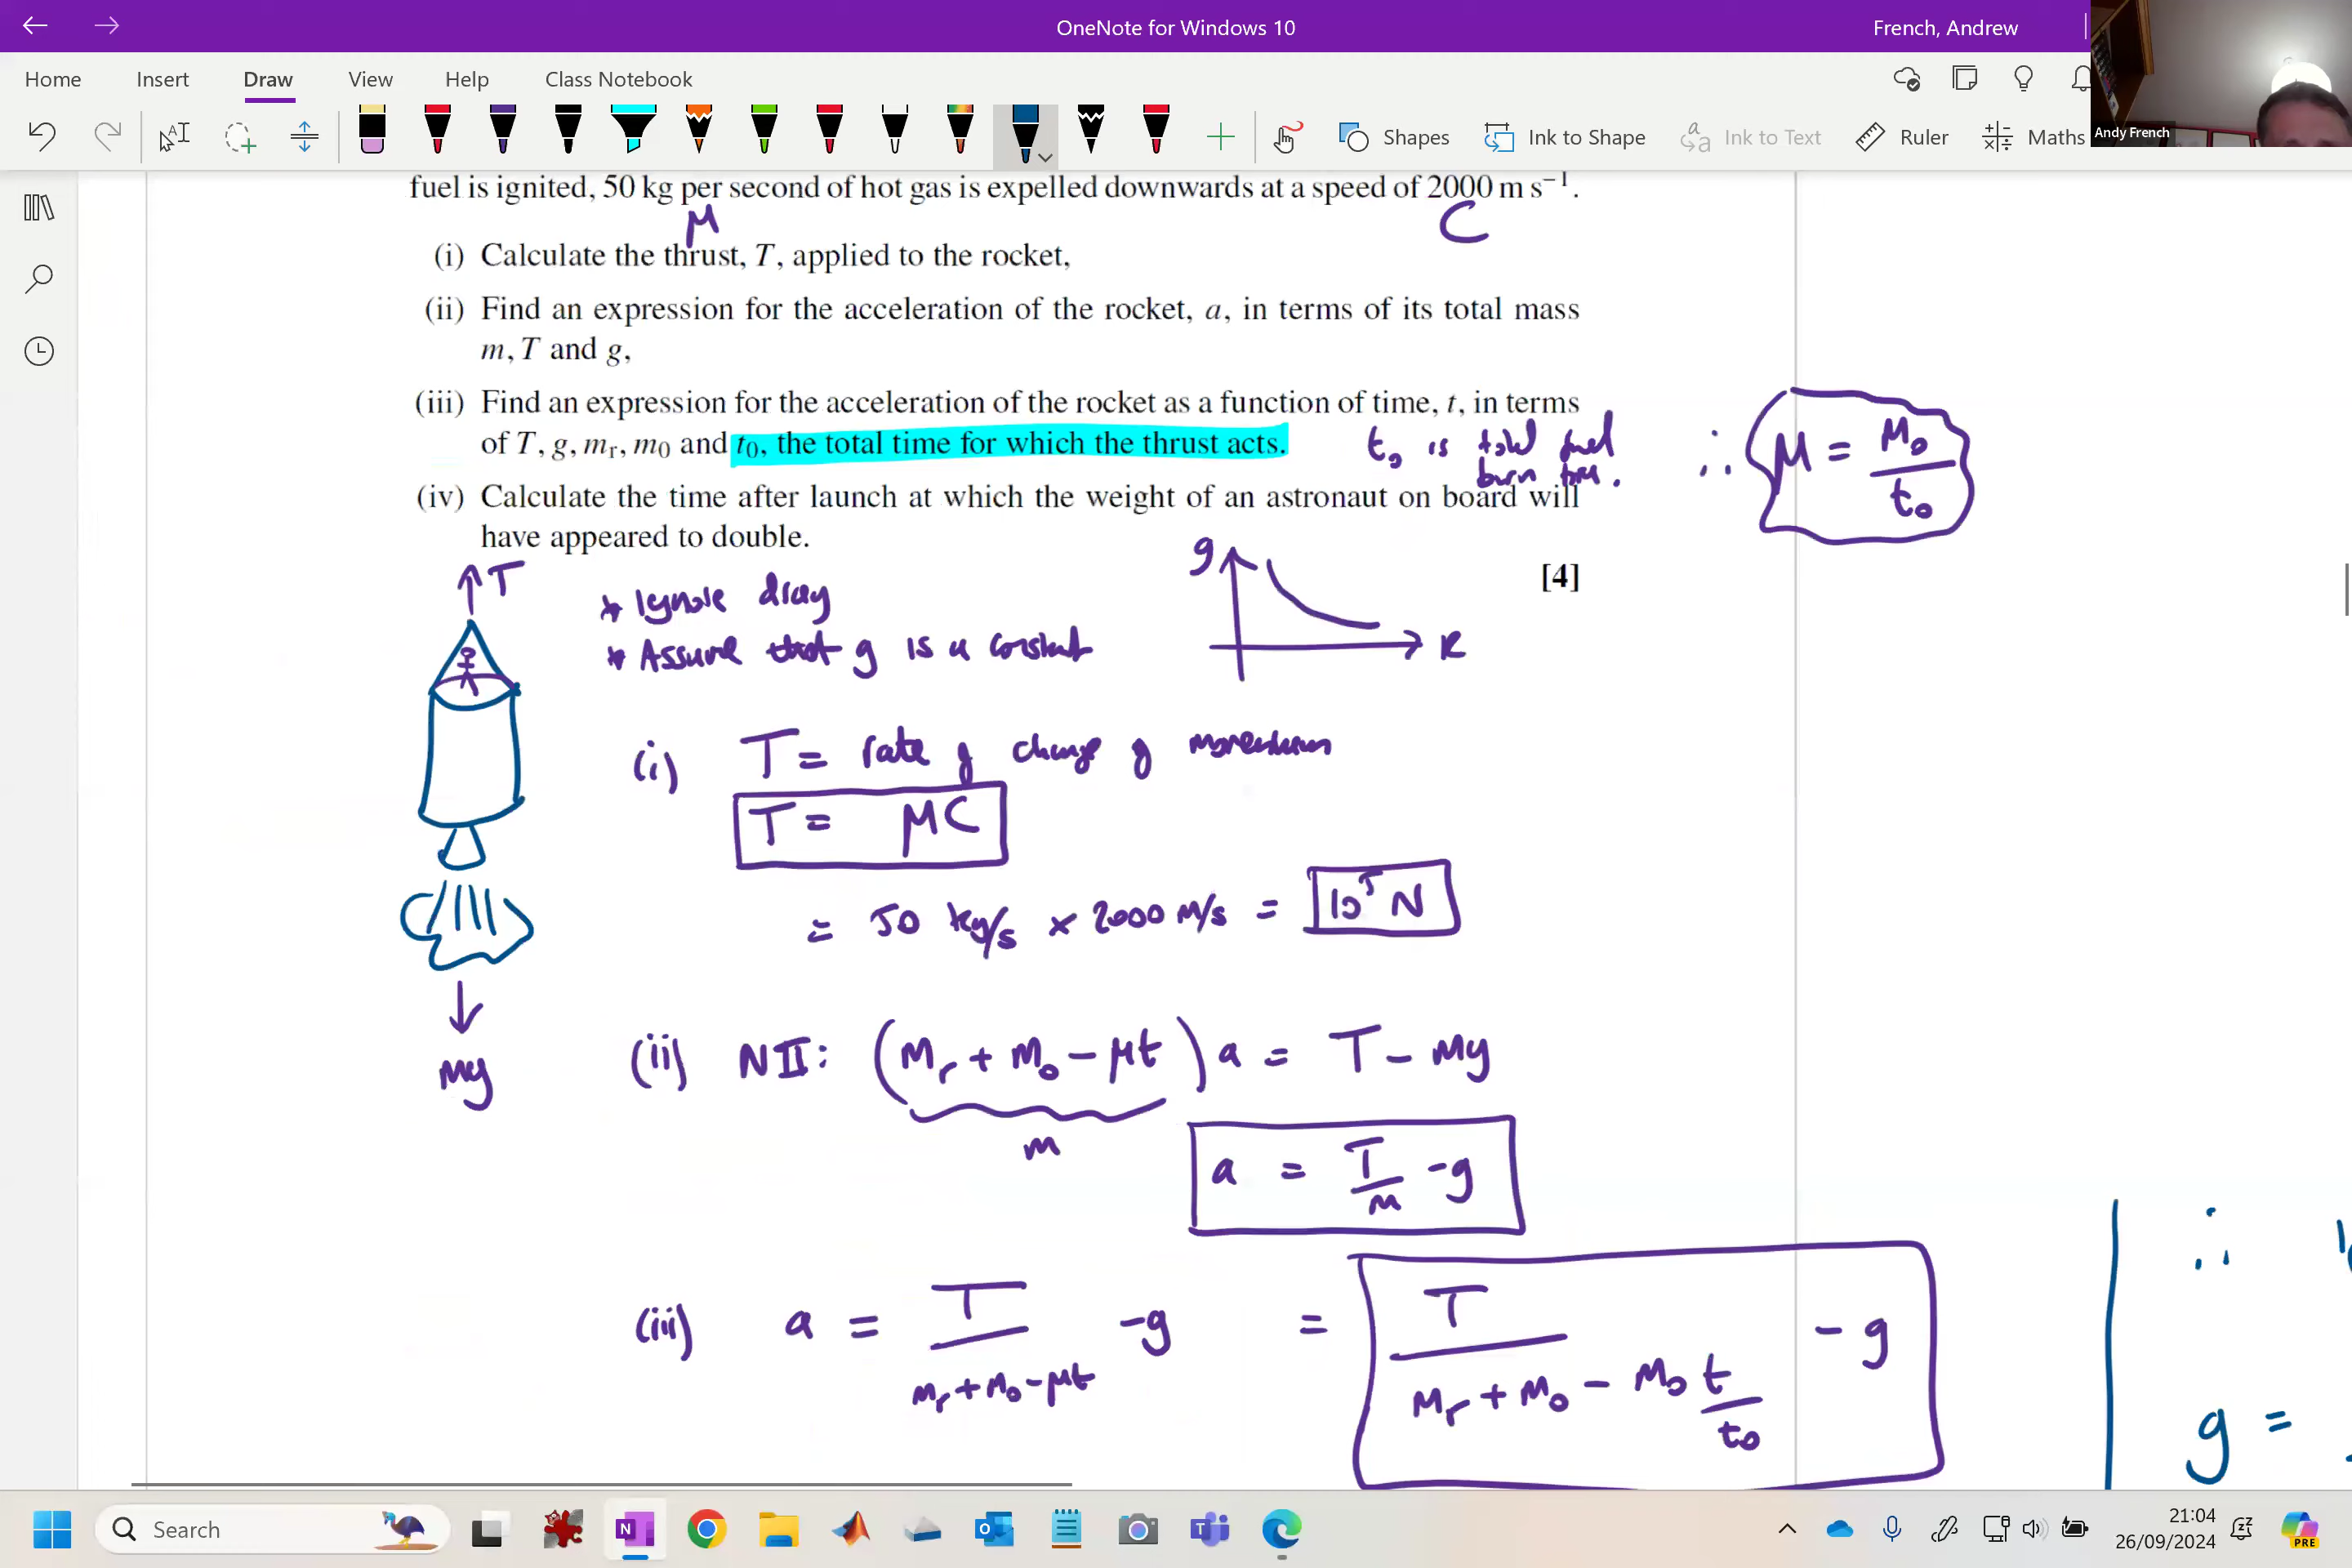 OneNote for Windows 10
French, Andrew
Home Insert Draw View Help Class Notebook
Shapes Ink to Shape Ink to Text Ruler Maths
Andy French
fuel is ignited, 50 kg per second of hot gas is expelled downwards at a speed of 2000 m s⁻¹.
μ C
(i) Calculate the thrust, T, applied to the rocket,
(ii) Find an expression for the acceleration of the rocket, a, in terms of its total mass
m, T and g,
(iii) Find an expression for the acceleration of the rocket as a function of time, t, in terms
of T, g, mᵣ, m₀ and t₀, the total time for which the thrust acts.
t₀ is total fuel
burn time.
∴ μ = M₀/t₀
(iv) Calculate the time after launch at which the weight of an astronaut on board will
have appeared to double.
[4]
T
* Ignore drag
* Assume that g is a constant
g
R
(i) T = rate of change of momentum
T = μC
= 50 kg/s × 2000 m/s = 10⁵ N
mg
(ii) NII: (mᵣ + m₀ - μt) a = T - mg
m
a = T/m - g
(iii) a = T/(mᵣ + m₀ - μt) - g = T/(mᵣ + m₀ - m₀ t/t₀) - g
∴
g =
Search
21:04
26/09/2024
PRE